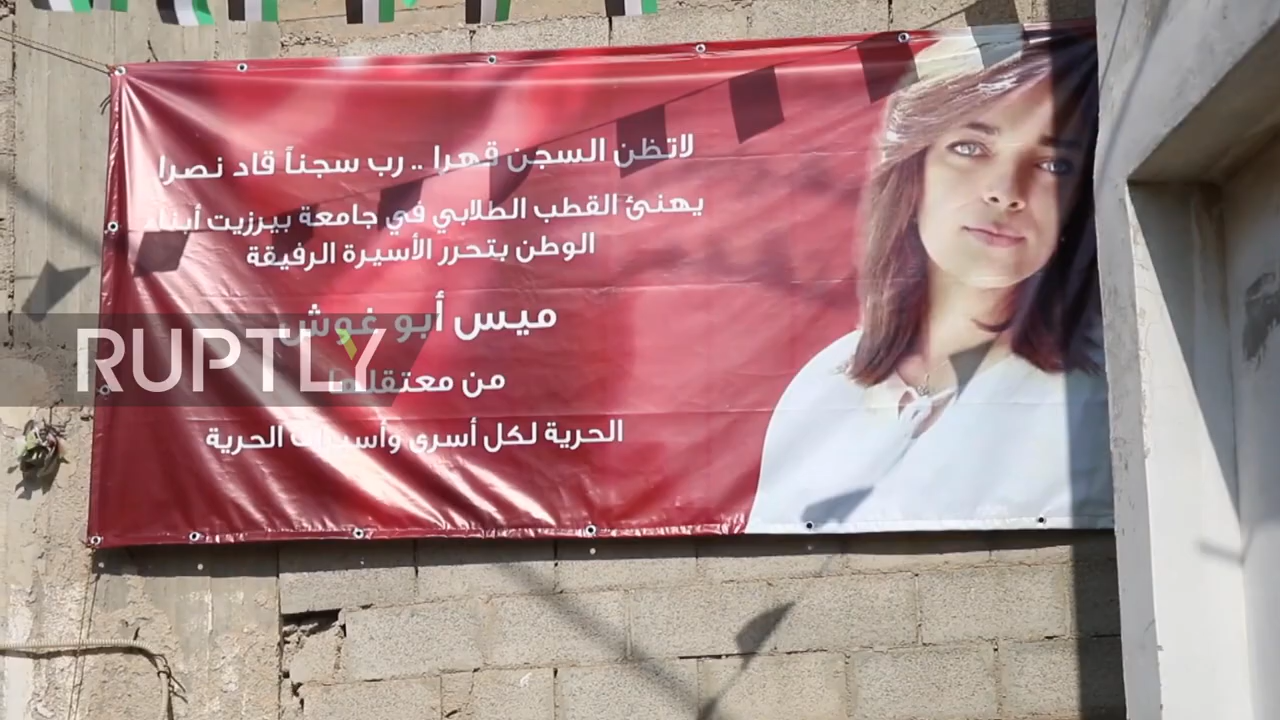 لاتظن السجن قهرا .. رب سجناً قاد نصرا
يهنئ القطب الطلابي في جامعة بيرزيت أبناء
الوطن بتحرر الأسيرة الرفيقة
ميس أبو غوش
من معتقلها
الحرية لكل أسرى وأسيرات الحرية
RUPTLY